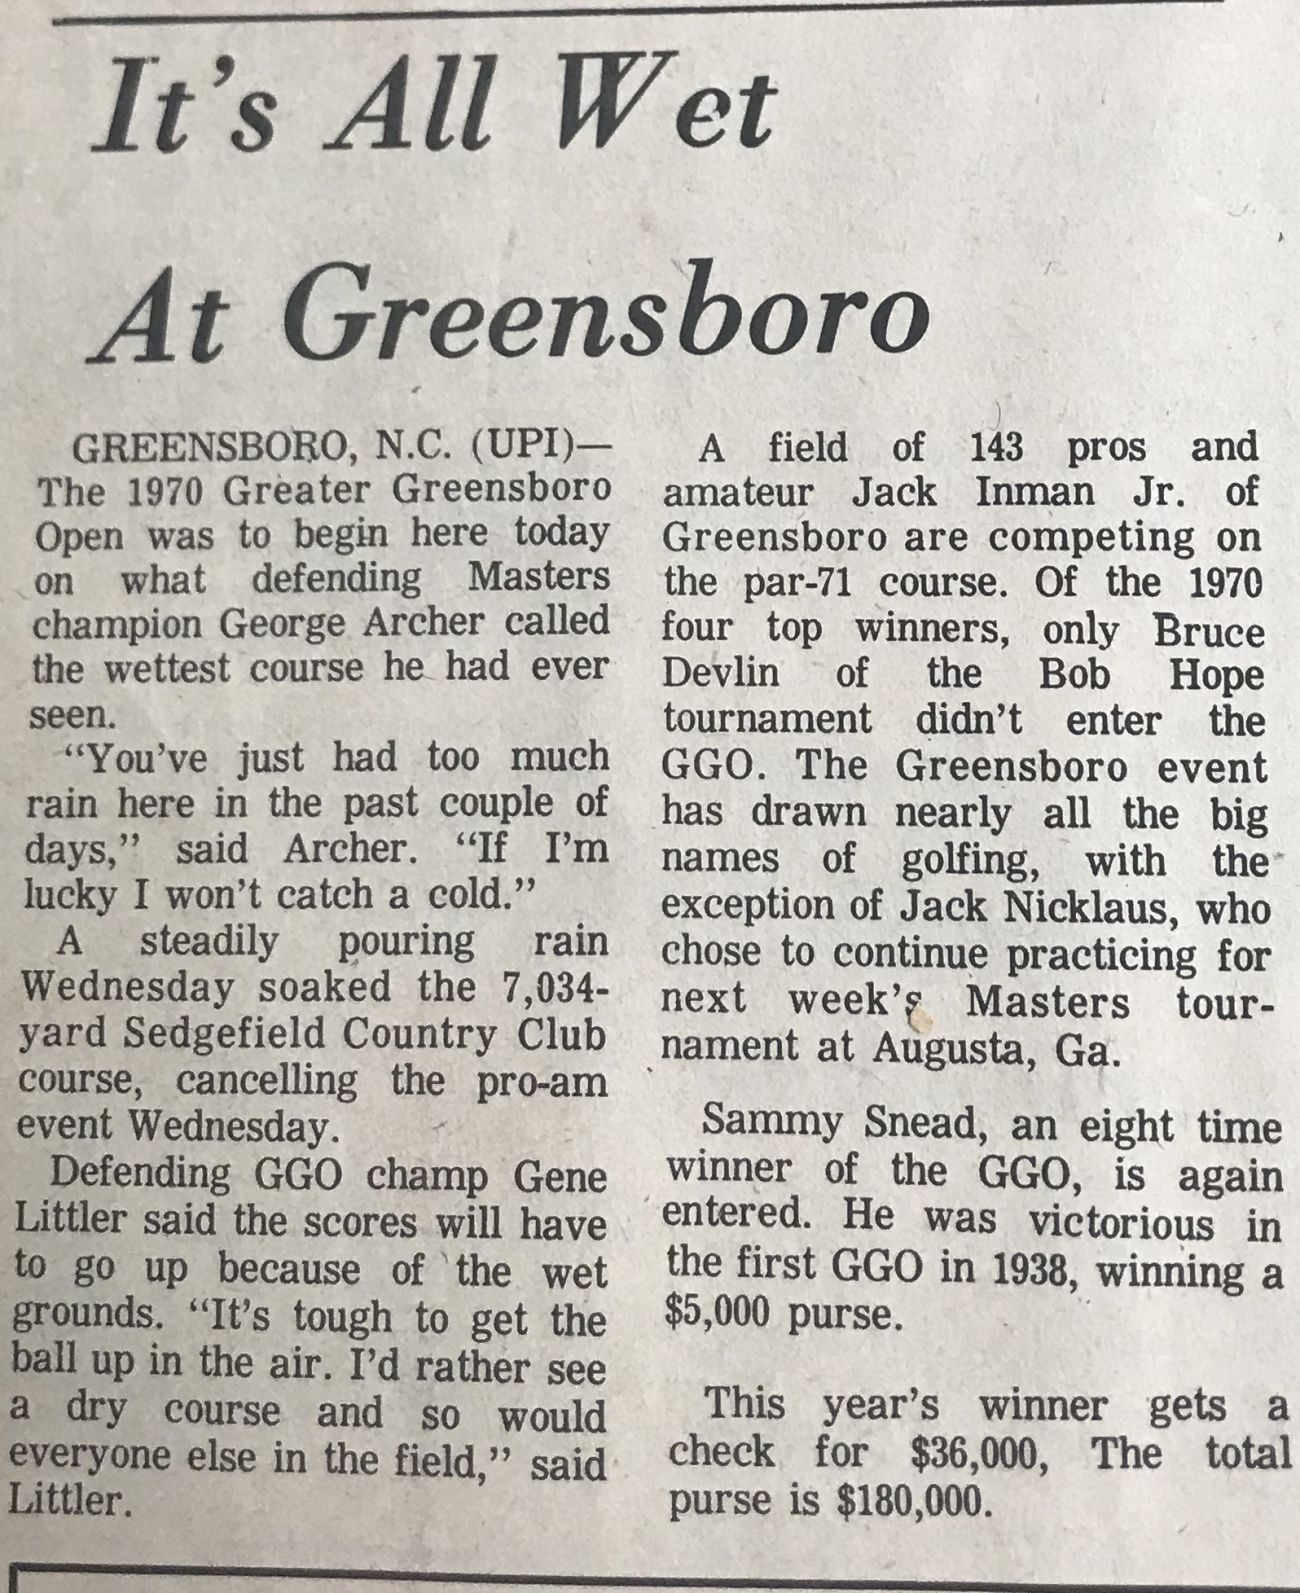 It's All Wet
At Greensboro
GREENSBORO, N.C. (UPI)—
The 1970 Greater Greensboro
Open was to begin here today
on what defending Masters
champion George Archer called
the wettest course he had ever
seen.
“You've just had too much
rain here in the past couple of
days,” said Archer. “If I'm
lucky I won't catch a cold.”
A steadily pouring rain
Wednesday soaked the 7,034-
yard Sedgefield Country Club
course, cancelling the pro-am
event Wednesday.
Defending GGO champ Gene
Littler said the scores will have
to go up because of the wet
grounds. “It's tough to get the
ball up in the air. I'd rather see
a dry course and so would
everyone else in the field,” said
Littler.
A field of 143 pros and
amateur Jack Inman Jr. of
Greensboro are competing on
the par-71 course. Of the 1970
four top winners, only Bruce
Devlin of the Bob Hope
tournament didn't enter the
GGO. The Greensboro event
has drawn nearly all the big
names of golfing, with the
exception of Jack Nicklaus, who
chose to continue practicing for
next week's Masters tour-
nament at Augusta, Ga.
Sammy Snead, an eight time
winner of the GGO, is again
entered. He was victorious in
the first GGO in 1938, winning a
$5,000 purse.
This year's winner gets a
check for $36,000, The total
purse is $180,000.